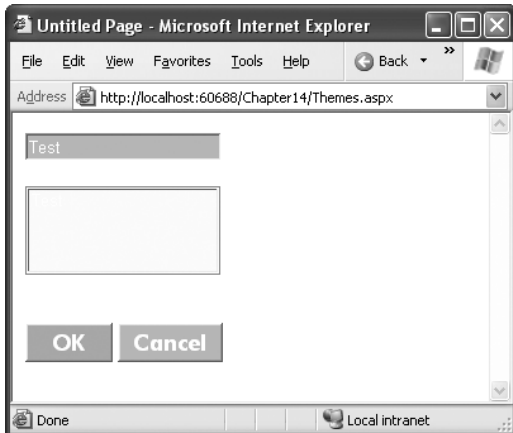 Untitled Page - Microsoft Internet Explorer
File Edit View Favorites Tools Help Back »
Address http://localhost:60688/Chapter14/Themes.aspx
Test
OK Cancel
Done Local intranet